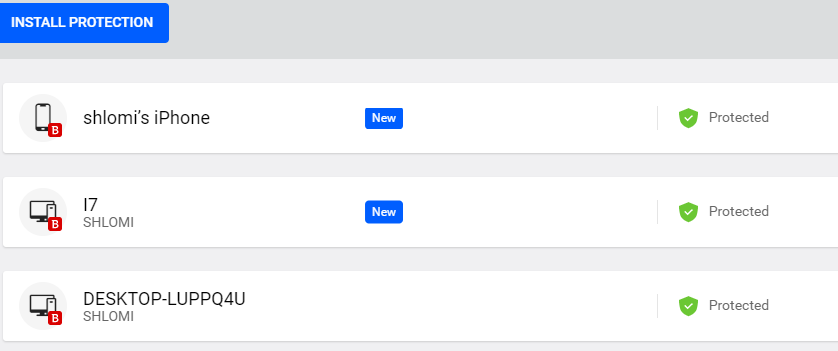 INSTALL PROTECTION
shlomi’s iPhone
New
Protected
B
I7
SHLOMI
New
Protected
B
DESKTOP-LUPPQ4U
SHLOMI
Protected
B